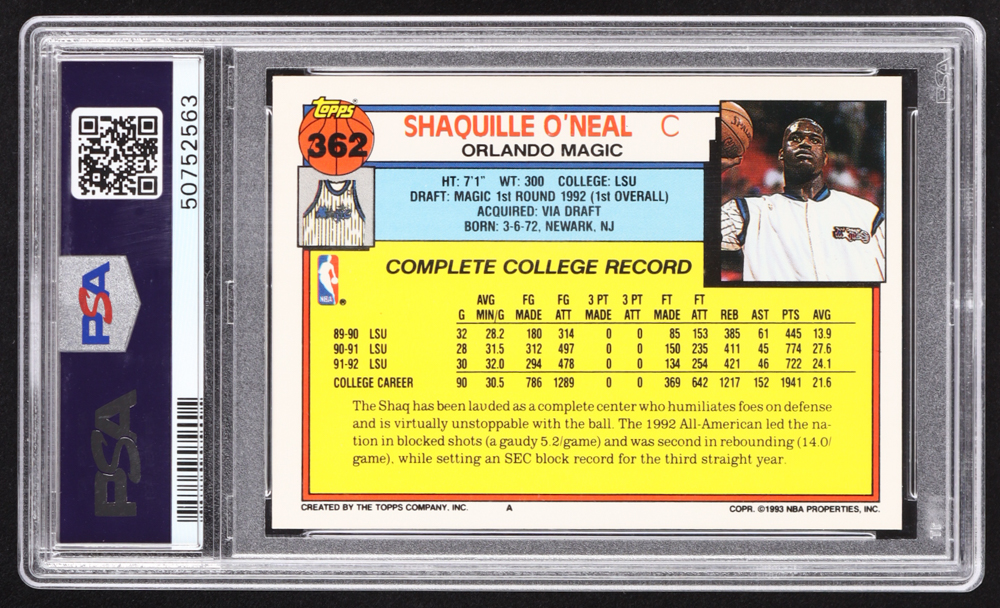 50752563
PSA
PSA
PSA
Topps
362
SHAQUILLE O'NEAL C
ORLANDO MAGIC
HT: 7'1" WT: 300 COLLEGE: LSU
DRAFT: MAGIC 1st ROUND 1992 (1st OVERALL)
ACQUIRED: VIA DRAFT
BORN: 3-6-72, NEWARK, NJ
NBA ®
COMPLETE COLLEGE RECORD
AVG FG FG 3 PT 3 PT FT FT
G MIN/G MADE ATT MADE ATT MADE ATT REB AST PTS AVG
89-90 LSU 32 28.2 180 314 0 0 85 153 385 61 445 13.9
90-91 LSU 28 31.5 312 497 0 0 150 235 411 45 774 27.6
91-92 LSU 30 32.0 294 478 0 0 134 254 421 46 722 24.1
COLLEGE CAREER 90 30.5 786 1289 0 0 369 642 1217 152 1941 21.6
The Shaq has been lauded as a complete center who humiliates foes on defense
and is virtually unstoppable with the ball. The 1992 All-American led the na-
tion in blocked shots (a gaudy 5.2/game) and was second in rebounding (14.0/
game), while setting an SEC block record for the third straight year.
CREATED BY THE TOPPS COMPANY, INC. A COPR. ©1993 NBA PROPERTIES, INC.